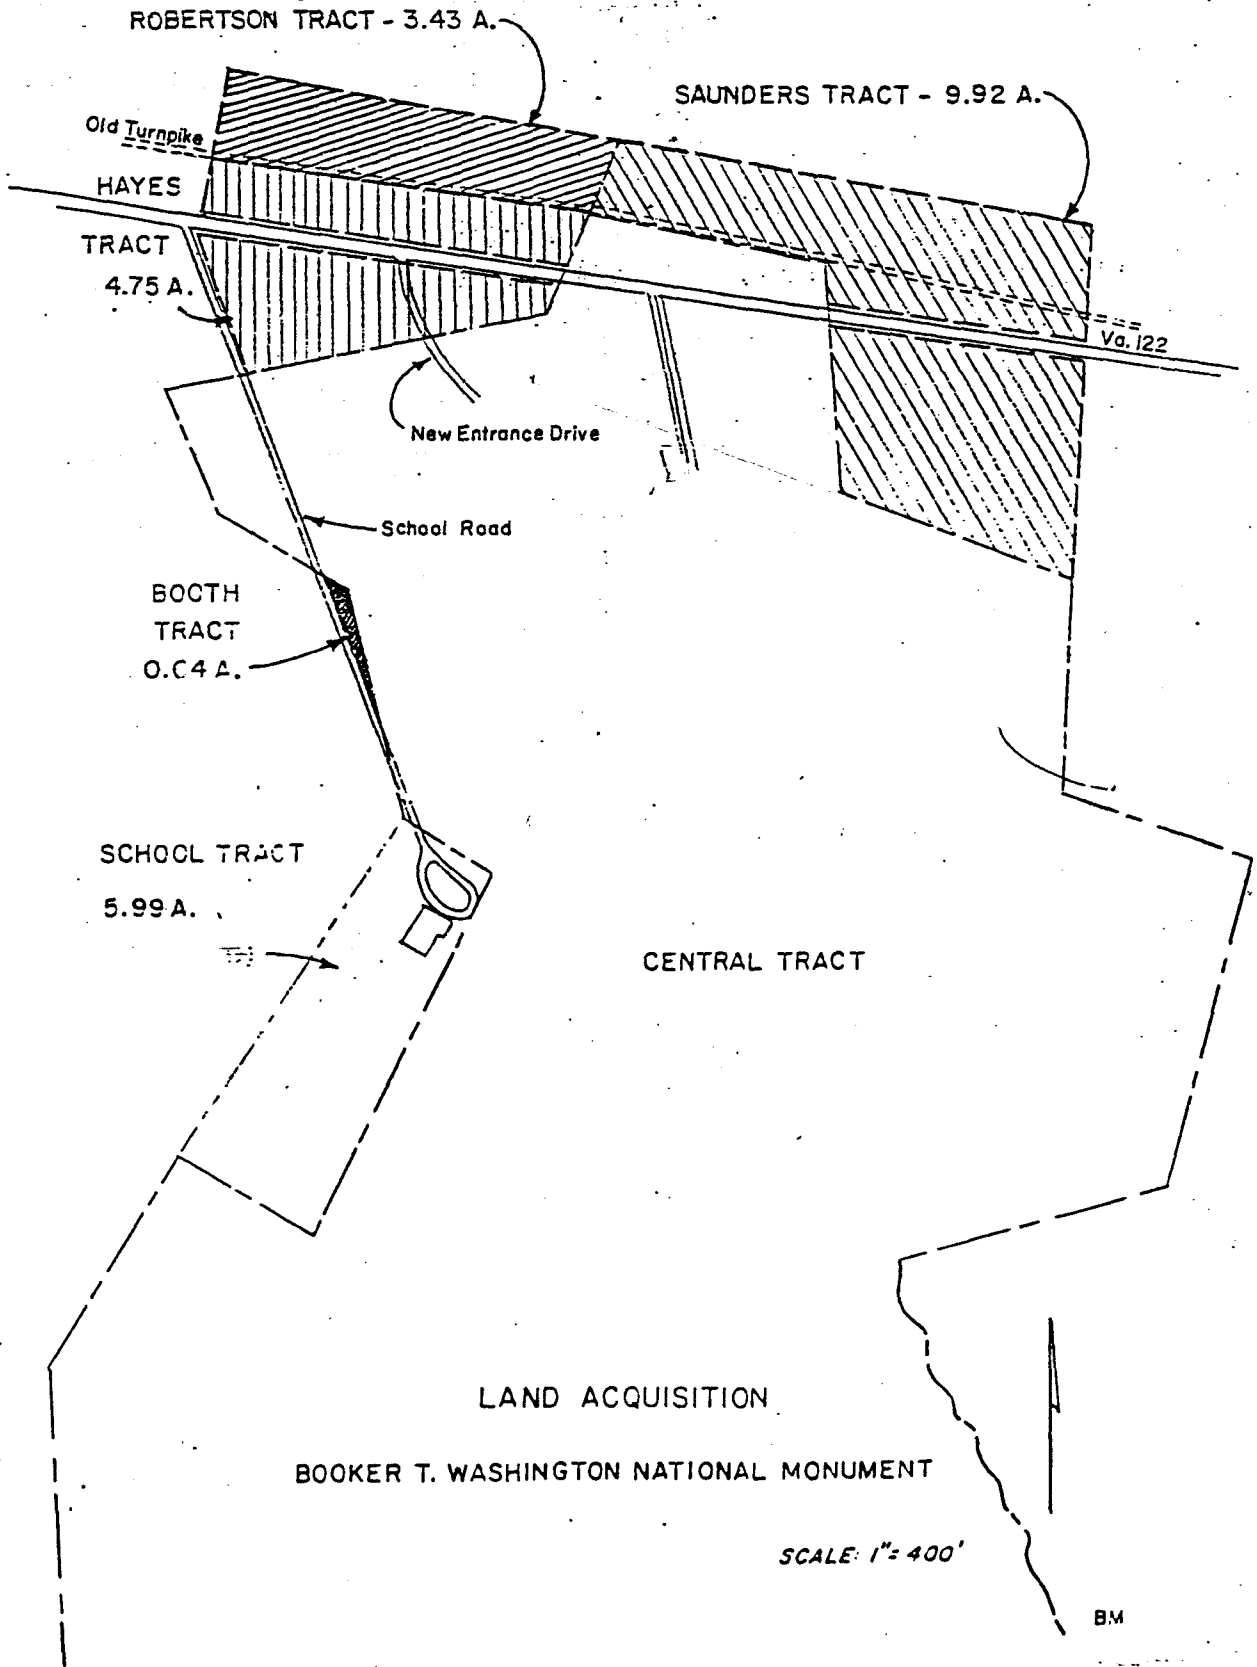 ROBERTSON TRACT - 3.43 A.
SAUNDERS TRACT - 9.92 A.
Old Turnpike
HAYES
TRACT
4.75 A.
Va. 122
New Entrance Drive
School Road
BOOTH
TRACT
0.04 A.
SCHOOL TRACT
5.99 A.
CENTRAL TRACT
LAND ACQUISITION
BOOKER T. WASHINGTON NATIONAL MONUMENT
SCALE: 1"= 400'
BM